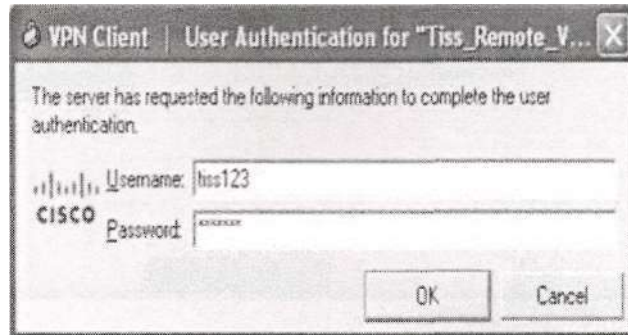 VPN Client | User Authentication for "Tiss_Remote_V...
The server has requested the following information to complete the user
authentication.
Username: tiss123
CISCO
Password:
OK Cancel